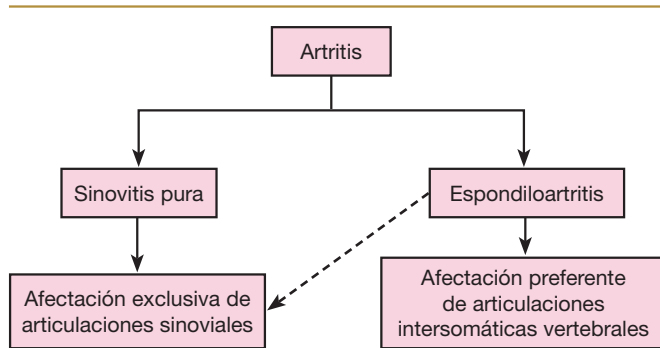 Artritis
Sinovitis pura
Espondiloartritis
Afectación exclusiva de
articulaciones sinoviales
Afectación preferente
de articulaciones
intersomáticas vertebrales